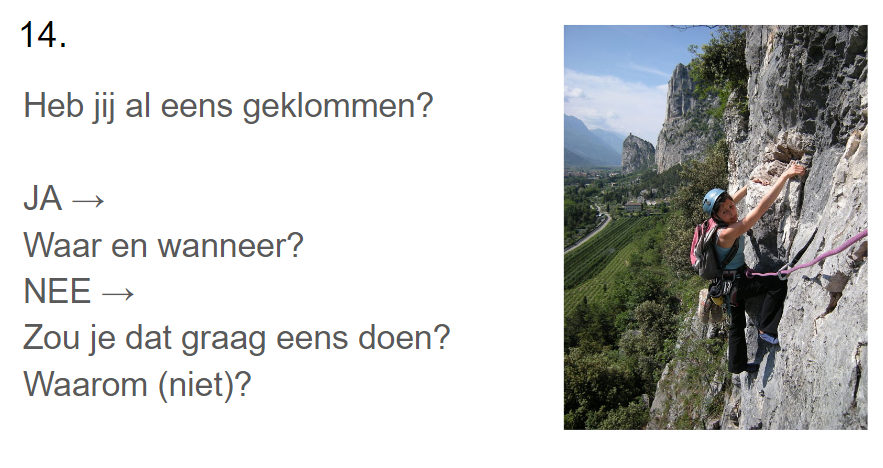 14.
Heb jij al eens geklommen?
JA →
Waar en wanneer?
NEE →
Zou je dat graag eens doen?
Waarom (niet)?